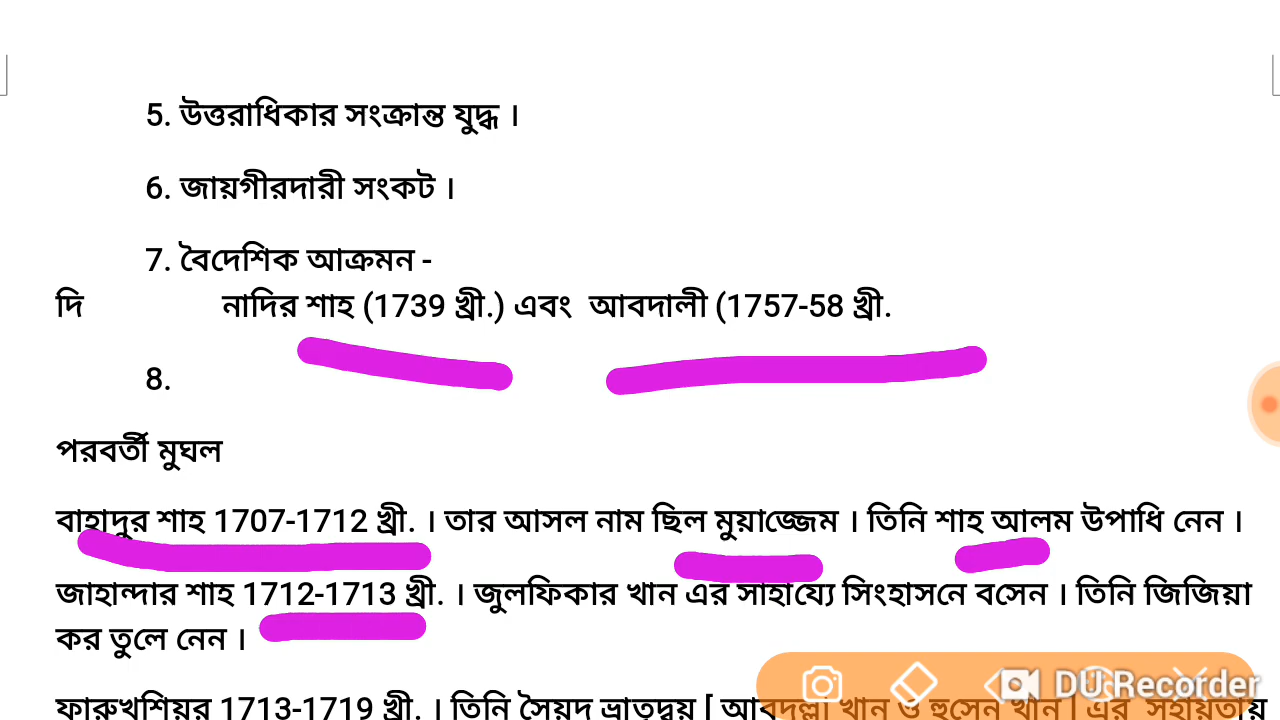 5. উত্তরাধিকার সংক্রান্ত যুদ্ধ ।
6. জায়গীরদারী সংকট ।
7. বৈদেশিক আক্রমন -
দি নাদির শাহ (1739 খ্রী.) এবং আবদালী (1757-58 খ্রী.
8.
পরবর্তী মুঘল
বাহাদুর শাহ 1707-1712 খ্রী. । তার আসল নাম ছিল মুয়াজ্জেম । তিনি শাহ আলম উপাধি নেন ।
জাহান্দার শাহ 1712-1713 খ্রী. । জুলফিকার খান এর সাহায্যে সিংহাসনে বসেন । তিনি জিজিয়া
কর তুলে নেন ।
ফারুখশিয়র 1713-1719 খ্রী. । তিনি সৈয়দ ভ্রাতৃদ্বয় [ আবদুল্লা খান ও হুসেন খান ] এর সহায়তায়
DU Recorder